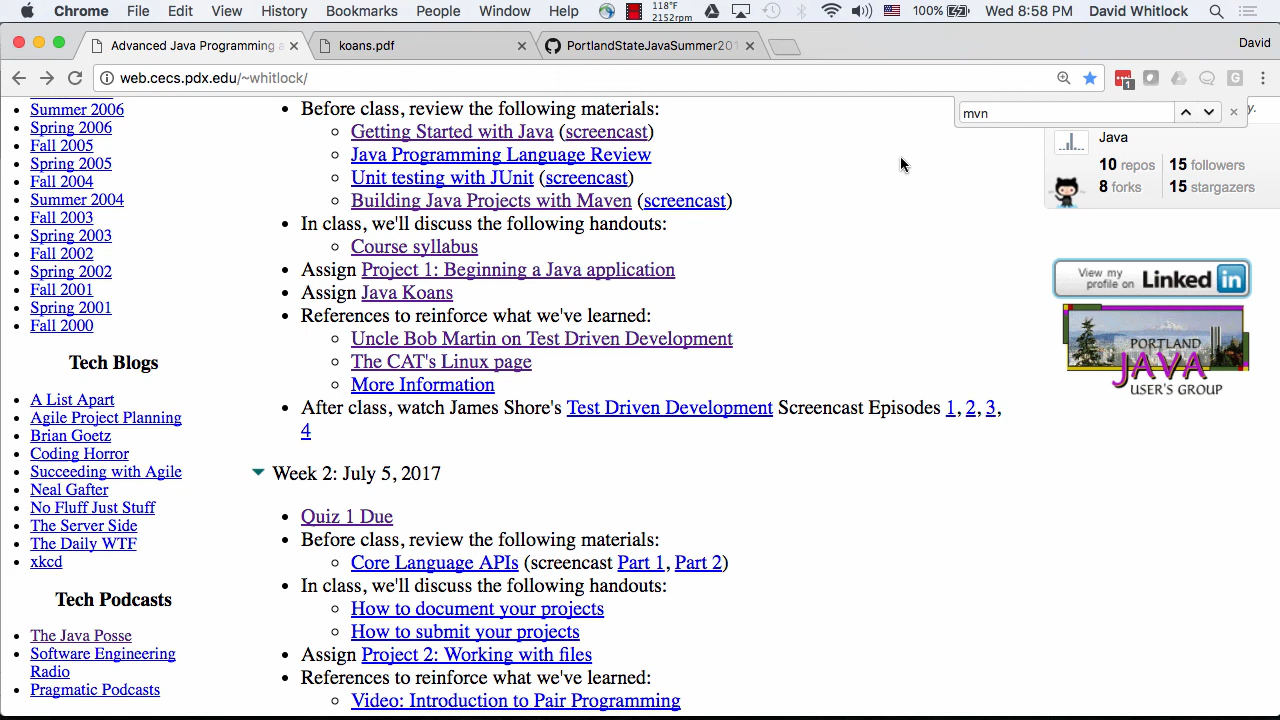 Chrome File Edit View History Bookmarks People Window Help 118°F 2152rpm 100% Wed 8:58 PM David Whitlock
Advanced Java Programming a koans.pdf PortlandStateJavaSummer201 David
web.cecs.pdx.edu/~whitlock/
mvn
Summer 2006
Spring 2006
Fall 2005
Spring 2005
Fall 2004
Summer 2004
Fall 2003
Spring 2003
Fall 2002
Spring 2002
Fall 2001
Spring 2001
Fall 2000
Tech Blogs
A List Apart
Agile Project Planning
Brian Goetz
Coding Horror
Succeeding with Agile
Neal Gafter
No Fluff Just Stuff
The Server Side
The Daily WTF
xkcd
Tech Podcasts
The Java Posse
Software Engineering
Radio
Pragmatic Podcasts
Before class, review the following materials:
Getting Started with Java (screencast)
Java Programming Language Review
Unit testing with JUnit (screencast)
Building Java Projects with Maven (screencast)
In class, we'll discuss the following handouts:
Course syllabus
Assign Project 1: Beginning a Java application
Assign Java Koans
References to reinforce what we've learned:
Uncle Bob Martin on Test Driven Development
The CAT's Linux page
More Information
After class, watch James Shore's Test Driven Development Screencast Episodes 1, 2, 3,
4
Week 2: July 5, 2017
Quiz 1 Due
Before class, review the following materials:
Core Language APIs (screencast Part 1, Part 2)
In class, we'll discuss the following handouts:
How to document your projects
How to submit your projects
Assign Project 2: Working with files
References to reinforce what we've learned:
Video: Introduction to Pair Programming
y.
Java
10 repos 15 followers
8 forks 15 stargazers
View my
profile on Linked in
PORTLAND
JAVA
USER'S GROUP
1